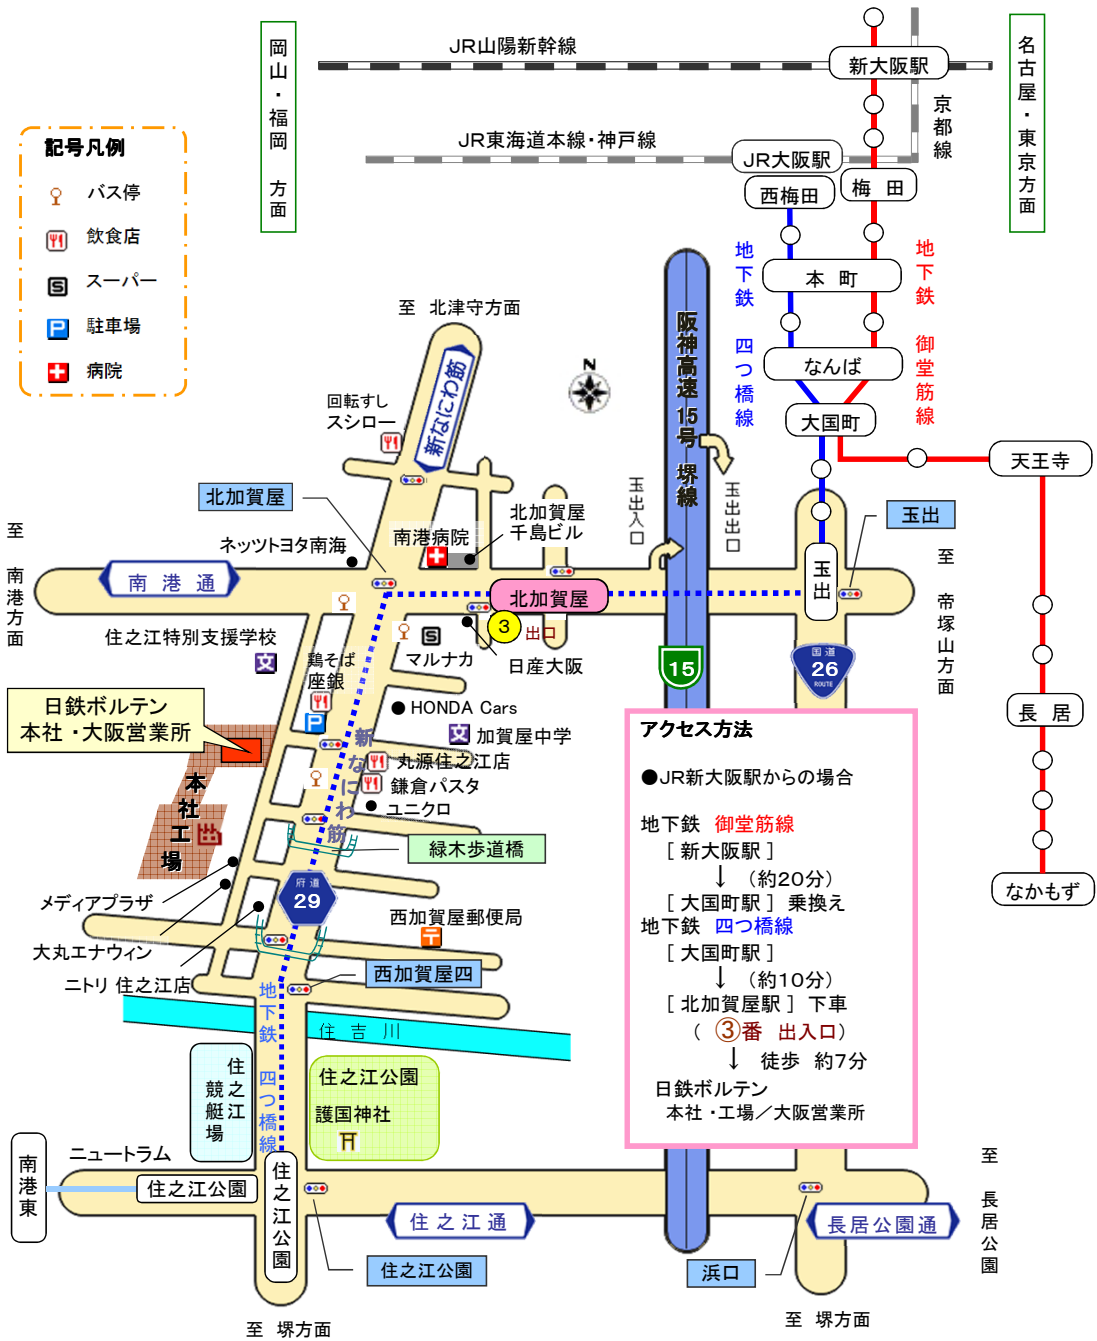 岡山・福岡　方面
JR山陽新幹線
新大阪駅
名古屋・東京方面
京都線
JR東海道本線・神戸線
JR大阪駅
西梅田
梅　田
記号凡例
バス停
飲食店
スーパー
駐車場
病院
地下鉄　四つ橋線
地下鉄　御堂筋線
本　町
なんば
大国町
天王寺
長　居
なかもず
至　北津守方面
新なにわ筋
N
阪神高速 15号　堺線
回転すし
スシロー
北加賀屋
玉出入口
玉出出口
玉出
至　南港方面
ネッツトヨタ南海
南港病院
北加賀屋
千島ビル
南港通
北加賀屋
玉出
至　帝塚山方面
3
出口
住之江特別支援学校
文
鶏そば
座銀
マルナカ
日産大阪
15
国道
26
ROUTE
日鉄ボルテン
本社・大阪営業所
HONDA Cars
文
加賀屋中学
新なにわ筋
丸源住之江店
鎌倉パスタ
ユニクロ
本社工場
緑木歩道橋
府道
29
メディアプラザ
大丸エナウィン
ニトリ 住之江店
西加賀屋郵便局
西加賀屋四
地下鉄　四つ橋線
住吉川
住之江競艇場
住之江公園
護国神社
アクセス方法
●JR新大阪駅からの場合
地下鉄　御堂筋線
［ 新大阪駅 ］
↓　（約20分）
［ 大国町駅 ］ 乗換え
地下鉄　四つ橋線
［ 大国町駅 ］
↓　（約10分）
［ 北加賀屋駅 ］ 下車
（　③番　出入口）
↓　徒歩　約7分
日鉄ボルテン
本社・工場／大阪営業所
南港東
ニュートラム
住之江公園
住之江公園
住之江通
長居公園通
至　長居公園
住之江公園
浜口
至　堺方面
至　堺方面